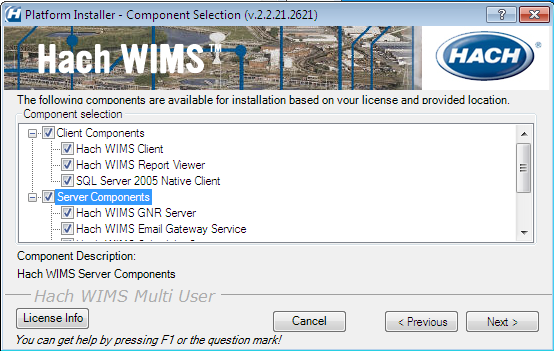 Platform Installer - Component Selection (v.2.2.21.2621)
Hach WIMS™
HACH
The following components are available for installation based on your license and provided location.
Component selection
Client Components
Hach WIMS Client
Hach WIMS Report Viewer
SQL Server 2005 Native Client
Server Components
Hach WIMS GNR Server
Hach WIMS Email Gateway Service
Component Description:
Hach WIMS Server Components
Hach WIMS Multi User
License Info
Cancel
< Previous
Next >
You can get help by pressing F1 or the question mark!